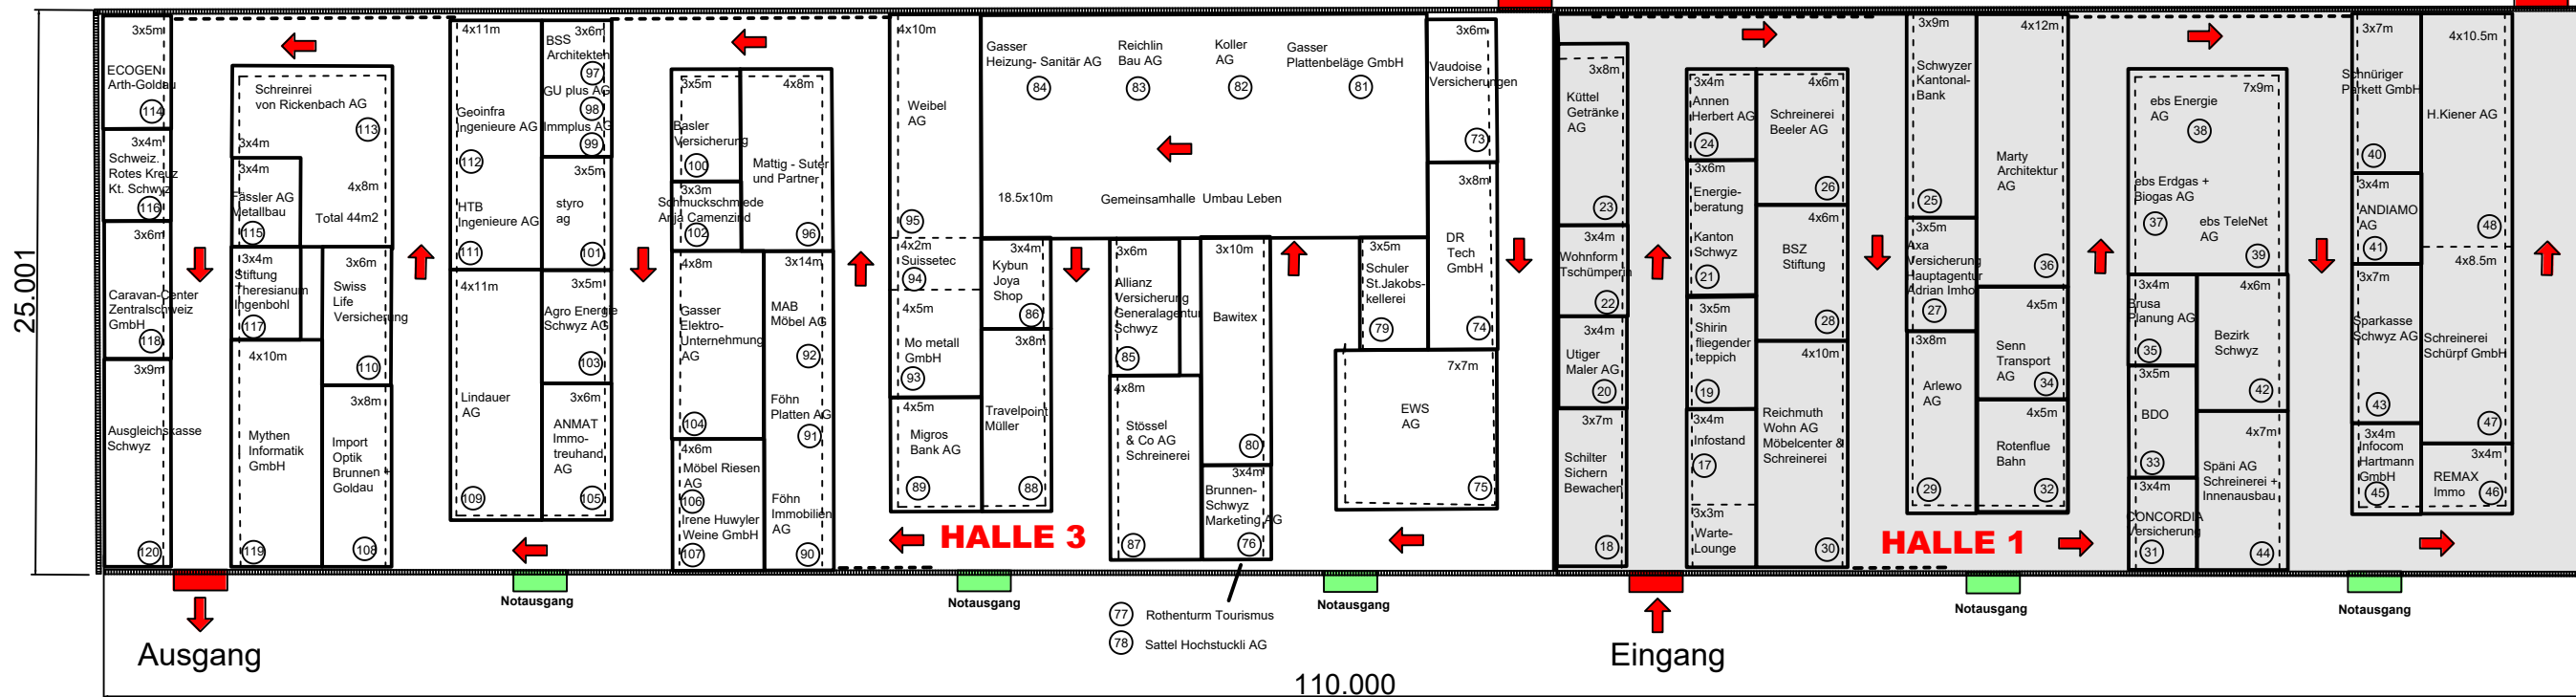 25.001
3x5m
ECOGEN
Arth-Goldau
114
3x4m
Schweiz.
Rotes Kreuz
Kt. Schwyz
116
3x6m
Caravan-Center
Zentralschweiz
GmbH
118
3x9m
Ausgleichskasse
Schwyz
120
Schreinrei
von Rickenbach AG
113
3x4m
4x8m
Total 44m2
3x4m
Fässler AG
Metallbau
115
3x4m
Stiftung
Theresianum
Ingenbohl
117
3x6m
Swiss
Life
Versicherung
110
4x10m
Mythen
Informatik
GmbH
119
3x8m
Import
Optik
Brunnen +
Goldau
108
4x11m
Geoinfra
Ingenieure AG
112
HTB
Ingenieure AG
111
4x11m
Lindauer
AG
109
3x6m
BSS
Architekten
97
GU plus AG
98
Immplus AG
99
3x5m
styro
ag
101
3x5m
Agro Energie
Schwyz AG
103
3x6m
ANMAT
Immo-
treuhand
AG
105
3x5m
Basler
Versicherung
100
3x3m
Schmuckschmiede
Anja Camenzind
102
4x8m
Mattig - Suter
und Partner
96
4x8m
Gasser
Elektro-
Unternehmung
AG
104
4x6m
Möbel Riesen
AG
106
Irene Huwyler
Weine GmbH
107
3x14m
MAB
Möbel AG
92
Föhn
Platten AG
91
Föhn
Immobilien
AG
90
4x10m
Weibel
AG
95
4x2m
Suissetec
94
4x5m
Mo metall
GmbH
93
4x5m
Migros
Bank AG
89
Gasser
Heizung- Sanitär AG
84
Reichlin
Bau AG
83
Koller
AG
82
Gasser
Plattenbeläge GmbH
81
18.5x10m
Gemeinsamhalle Umbau Leben
3x4m
Kybun
Joya
Shop
86
3x8m
Travelpoint
Müller
88
3x6m
Allianz
Versicherung
Generalagentur
Schwyz
85
4x8m
Stössel
& Co AG
Schreinerei
87
3x10m
Bawitex
80
3x4m
Brunnen-
Schwyz
Marketing AG
76
3x5m
Schuler
St.Jakobs-
kellerei
79
3x6m
Vaudoise
Versicherungen
73
3x8m
DR
Tech
GmbH
74
7x7m
EWS
AG
75
HALLE 3
3x8m
Küttel
Getränke
AG
23
3x4m
Wohnform
Tschümperlin
22
3x4m
Utiger
Maler AG
20
3x7m
Schilter
Sichern
Bewachen
18
3x4m
Annen
Herbert AG
24
3x6m
Energie-
beratung
Kanton
Schwyz
21
3x5m
Shirin
fliegender
teppich
19
3x4m
Infostand
17
3x3m
Warte-
Lounge
4x6m
Schreinerei
Beeler AG
26
4x6m
BSZ
Stiftung
28
4x10m
Reichmuth
Wohn AG
Möbelcenter &
Schreinerei
30
3x9m
Schwyzer
Kantonal-
Bank
25
3x5m
Axa
Versicherung
Hauptagentur
Adrian Imhof
27
3x8m
Arlewo
AG
29
4x12m
Marty
Architektur
AG
36
4x5m
Senn
Transport
AG
34
4x5m
Rotenflue
Bahn
32
HALLE 1
7x9m
ebs Energie
AG
38
ebs Erdgas +
Biogas AG
37
ebs TeleNet
AG
39
3x4m
Brusa
Planung AG
35
3x5m
BDO
33
3x4m
CONCORDIA
Versicherung
31
4x6m
Bezirk
Schwyz
42
4x7m
Späni AG
Schreinerei +
Innenausbau
44
3x7m
Schnüriger
Parkett GmbH
40
3x4m
ANDIAMO
AG
41
3x7m
Sparkasse
Schwyz AG
43
3x4m
Infocom
Hartmann
GmbH
45
4x10.5m
H.Kiener AG
48
4x8.5m
Schreinerei
Schürpf GmbH
47
3x4m
REMAX
Immo
46
Notausgang
Notausgang
Notausgang
Notausgang
Notausgang
77 Rothenturm Tourismus
78 Sattel Hochstuckli AG
Ausgang
Eingang
110.000